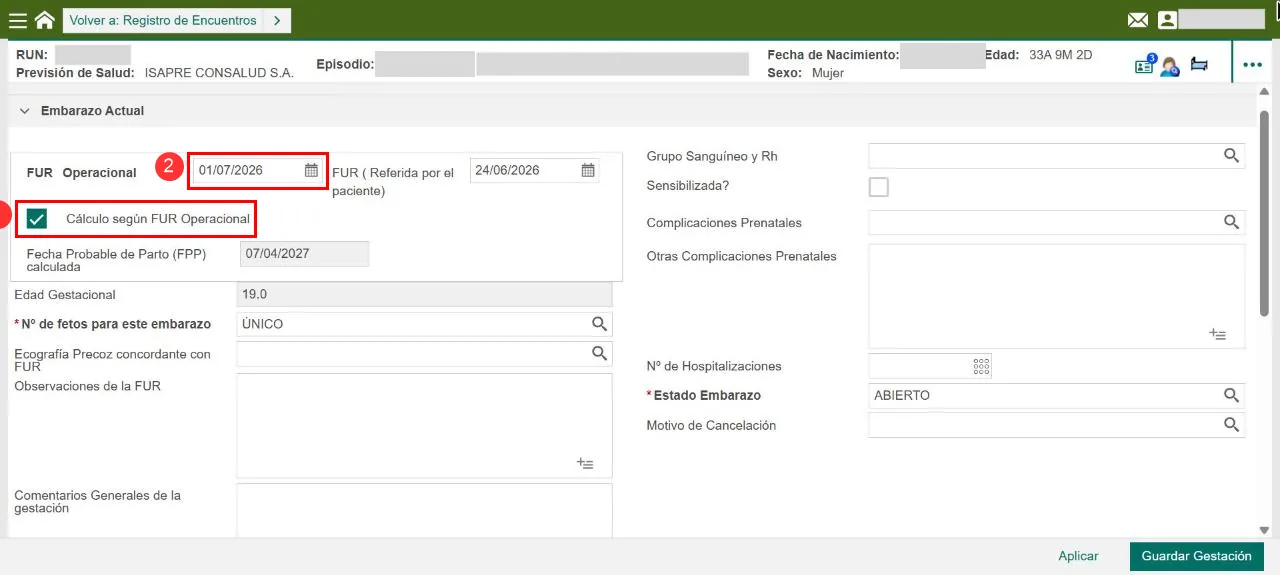 Volver a: Registro de Encuentros
RUN:
Previsión de Salud: ISAPRE CONSALUD S.A.
Episodio:
Fecha de Nacimiento:
Edad: 33A 9M 2D
Sexo: Mujer
3
Embarazo Actual
FUR Operacional
2
01/07/2026
FUR ( Referida por el
paciente)
24/06/2026
Cálculo según FUR Operacional
Fecha Probable de Parto (FPP)
calculada
07/04/2027
Edad Gestacional
19.0
*Nº de fetos para este embarazo
ÚNICO
Ecografía Precoz concordante con
FUR
Observaciones de la FUR
Comentarios Generales de la
gestación
Grupo Sanguíneo y Rh
Sensibilizada?
Complicaciones Prenatales
Otras Complicaciones Prenatales
Nº de Hospitalizaciones
*Estado Embarazo
ABIERTO
Motivo de Cancelación
Aplicar
Guardar Gestación